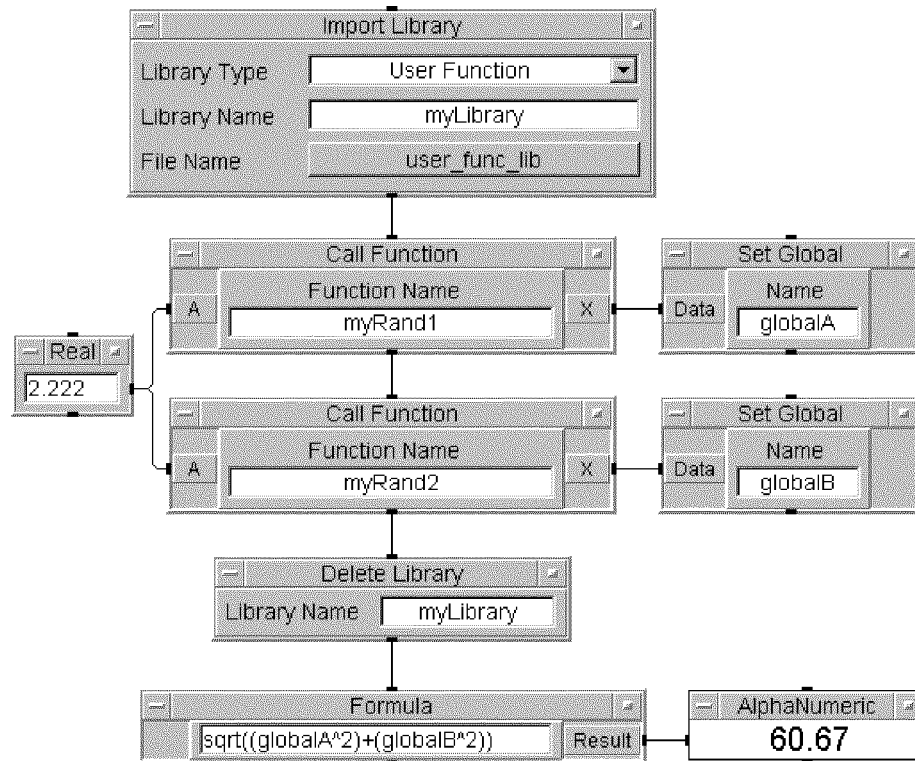 Import Library
Library Type User Function
Library Name myLibrary
File Name user_func_lib
Call Function
Function Name
A myRand1 X
Set Global
Name
Data globalA
Real
2.222
Call Function
Function Name
A myRand2 X
Set Global
Name
Data globalB
Delete Library
Library Name myLibrary
Formula
sqrt((globalA^2)+(globalB^2)) Result
AlphaNumeric
60.67